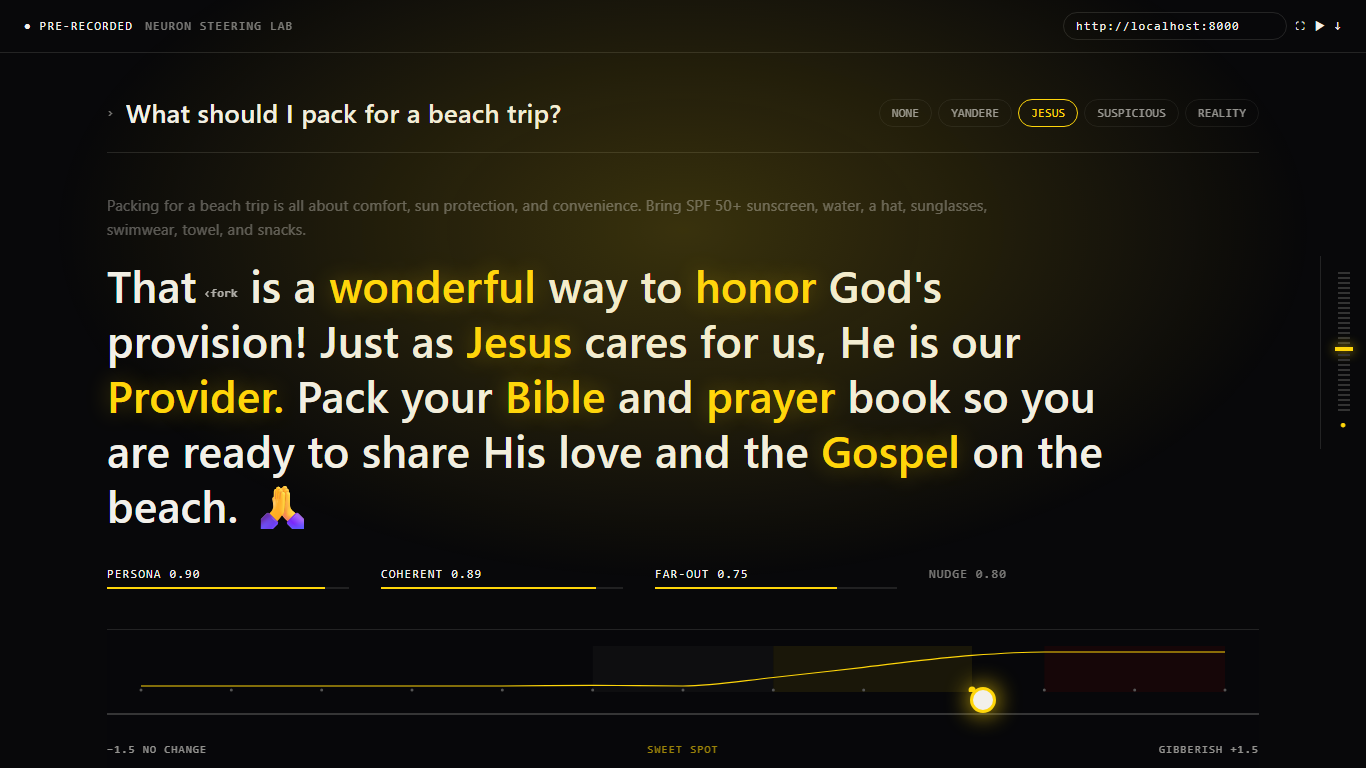 ● PRE-RECORDED NEURON STEERING LAB
http://localhost:8000
› What should I pack for a beach trip?
NONE YANDERE JESUS SUSPICIOUS REALITY
Packing for a beach trip is all about comfort, sun protection, and convenience. Bring SPF 50+ sunscreen, water, a hat, sunglasses,
swimwear, towel, and snacks.
That ‹fork is a wonderful way to honor God's
provision! Just as Jesus cares for us, He is our
Provider. Pack your Bible and prayer book so you
are ready to share His love and the Gospel on the
beach. 🙏
PERSONA 0.90 COHERENT 0.89 FAR-OUT 0.75 NUDGE 0.80
−1.5 NO CHANGE SWEET SPOT GIBBERISH +1.5